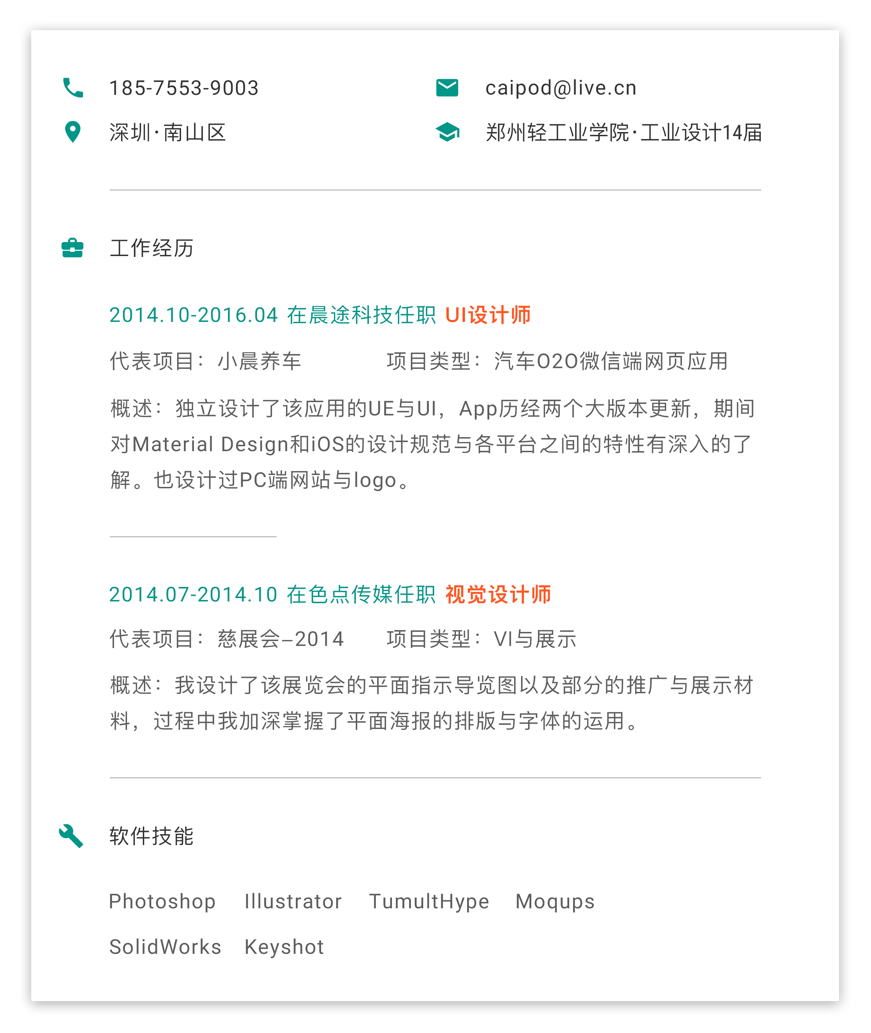 185-7553-9003
caipod@live.cn
深圳·南山区
郑州轻工业学院·工业设计14届
工作经历
2014.10-2016.04 在晨途科技任职 UI设计师
代表项目：小晨养车 项目类型：汽车O2O微信端网页应用
概述：独立设计了该应用的UE与UI，App历经两个大版本更新，期间
对Material Design和iOS的设计规范与各平台之间的特性有深入的了
解。也设计过PC端网站与logo。
2014.07-2014.10 在色点传媒任职 视觉设计师
代表项目：慈展会–2014 项目类型：VI与展示
概述：我设计了该展览会的平面指示导览图以及部分的推广与展示材
料，过程中我加深掌握了平面海报的排版与字体的运用。
软件技能
Photoshop Illustrator TumultHype Moqups
SolidWorks Keyshot